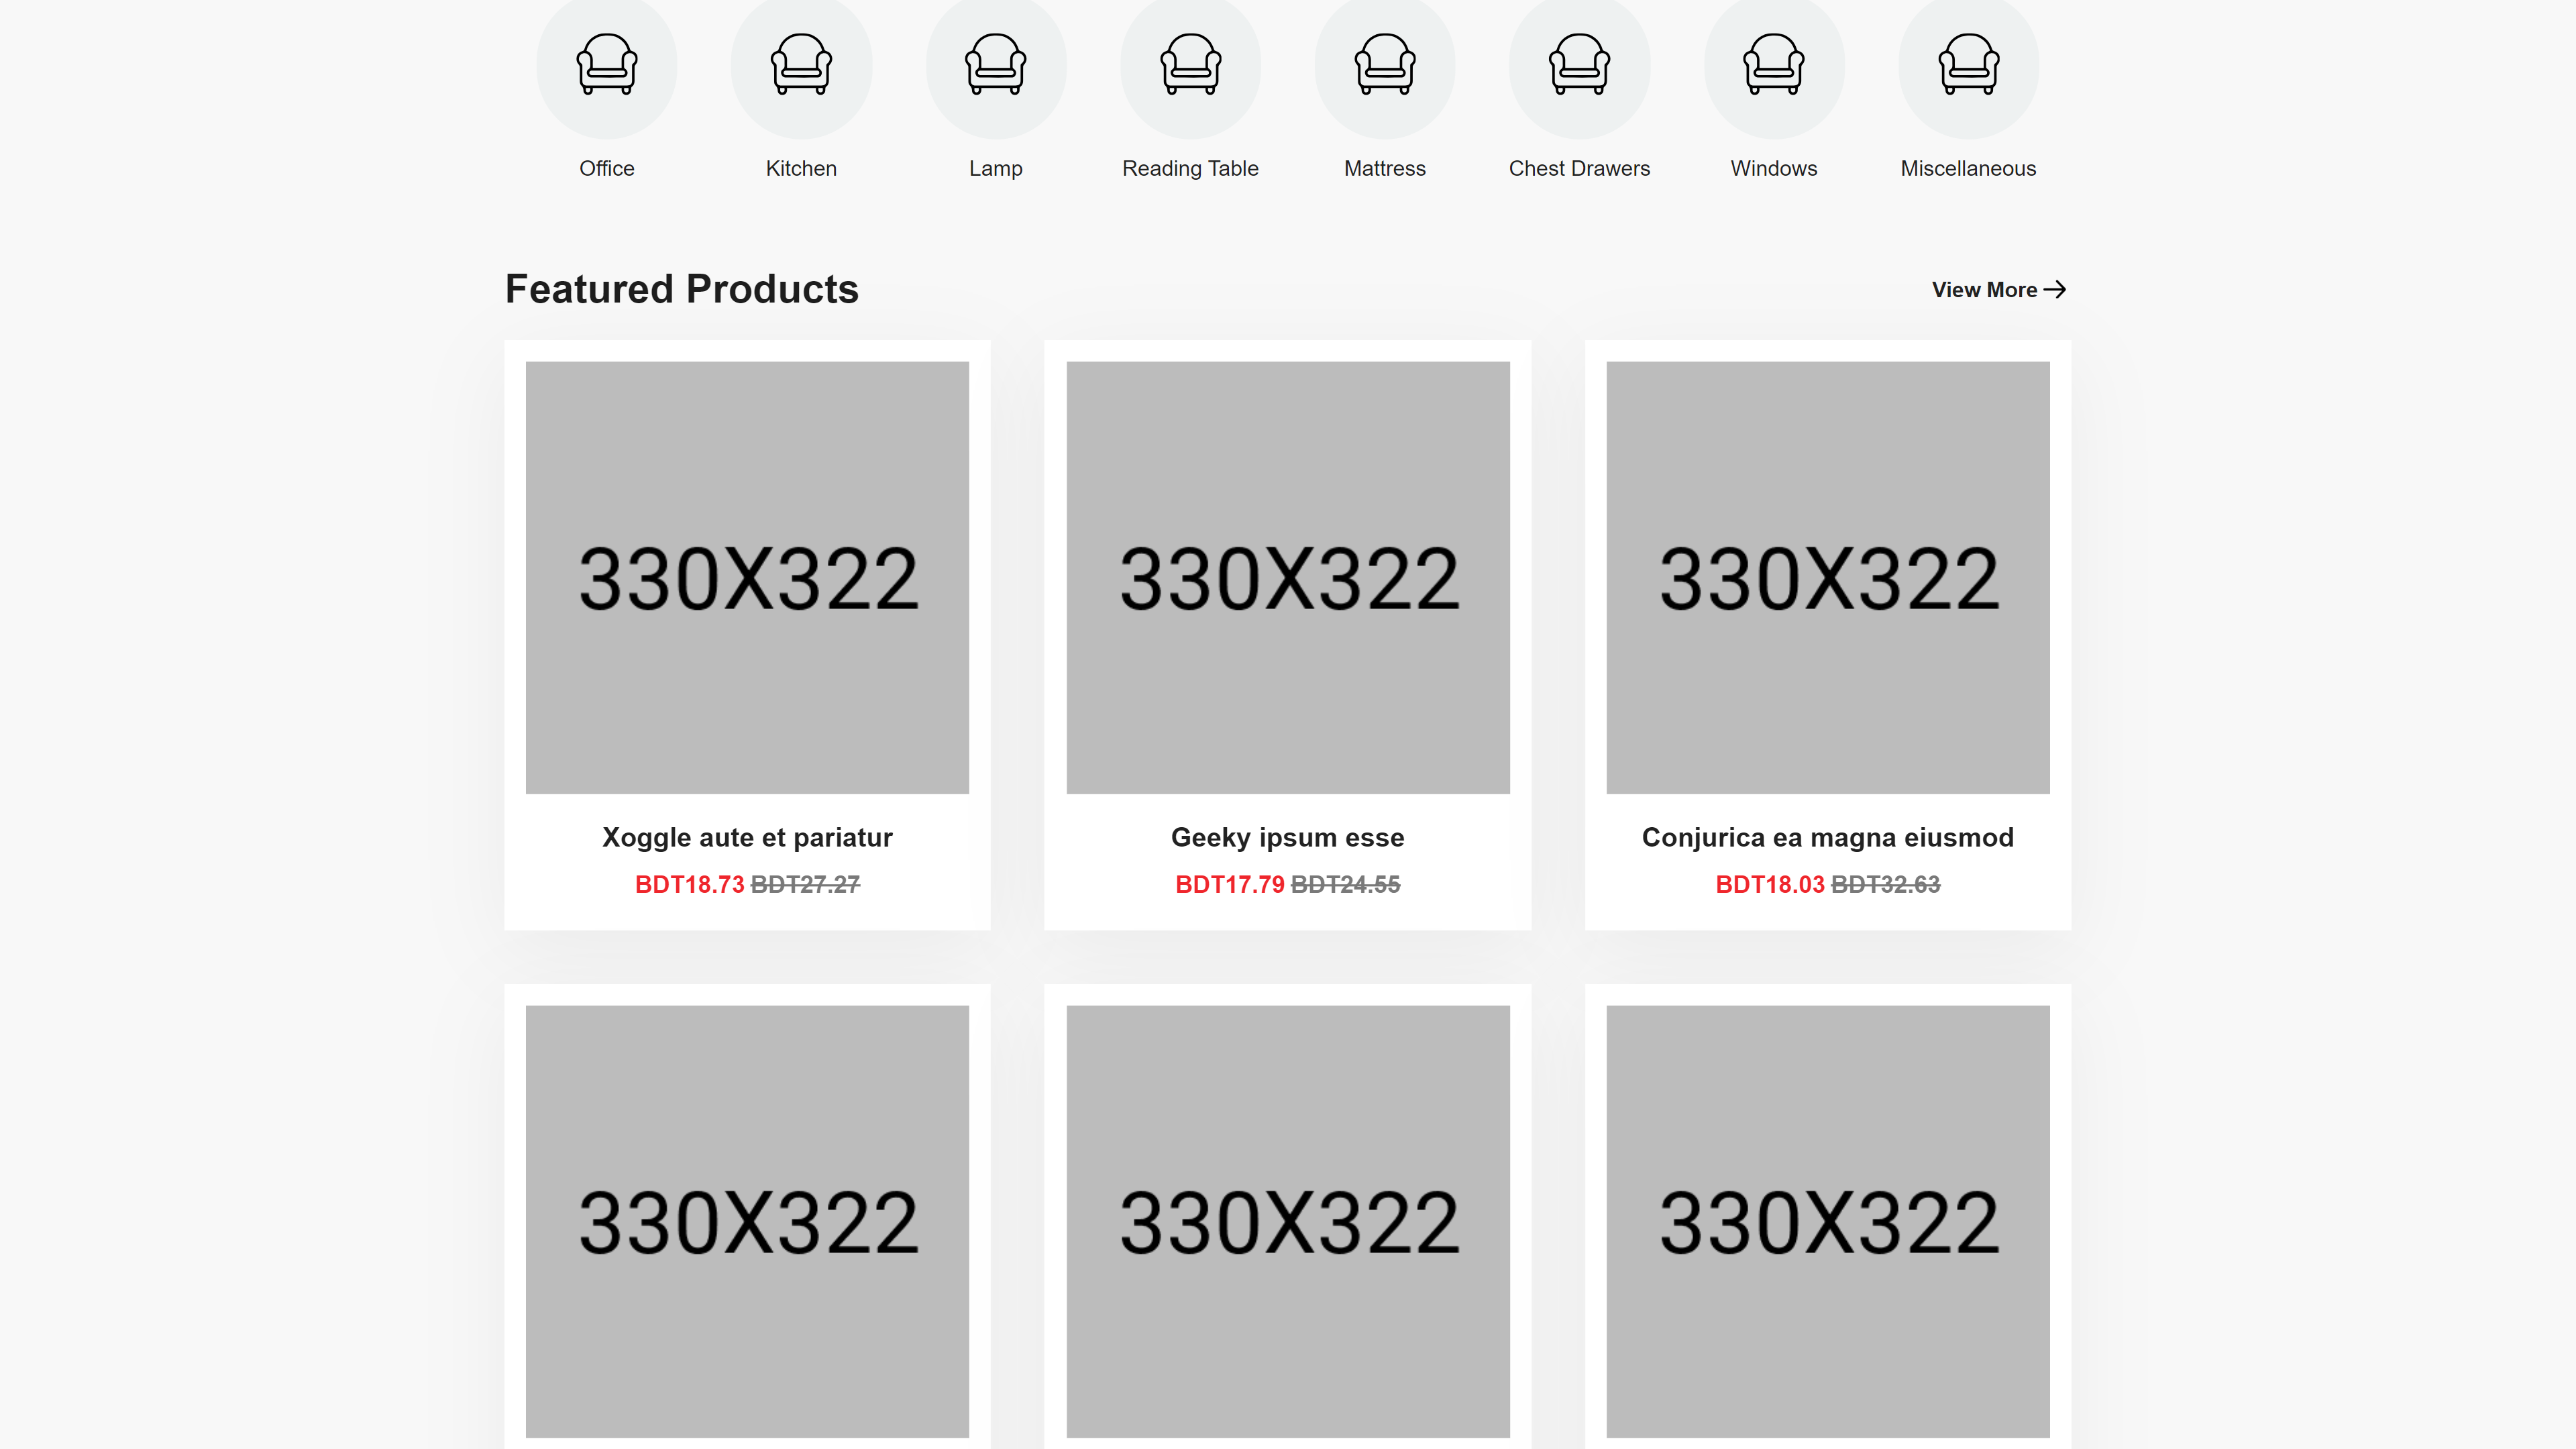 Office
Kitchen
Lamp
Reading Table
Mattress
Chest Drawers
Windows
Miscellaneous
Featured Products
View More
330X322
330X322
330X322
Xoggle aute et pariatur
BDT18.73 BDT27.27
Geeky ipsum esse
BDT17.79 BDT24.55
Conjurica ea magna eiusmod
BDT18.03 BDT32.63
330X322
330X322
330X322